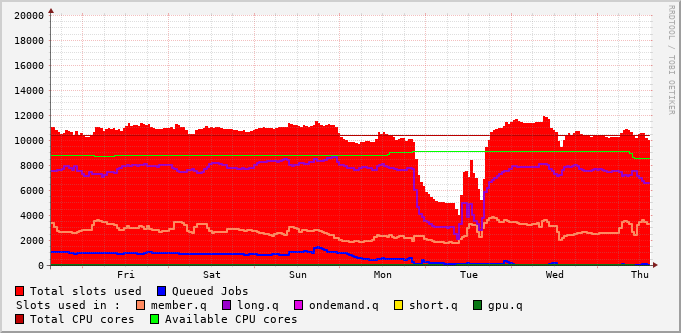 20000
18000
16000
14000
12000
10000
8000
6000
4000
2000
0
Fri Sat Sun Mon Tue Wed Thu
Total slots used Queued Jobs
Slots used in : member.q long.q ondemand.q short.q gpu.q
Total CPU cores Available CPU cores
RRDTOOL / TOBI OETIKER